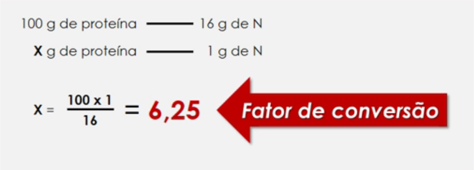 100 g de proteína 16 g de N
X g de proteína 1 g de N
X = 100 x 1 / 16 = 6,25 Fator de conversão